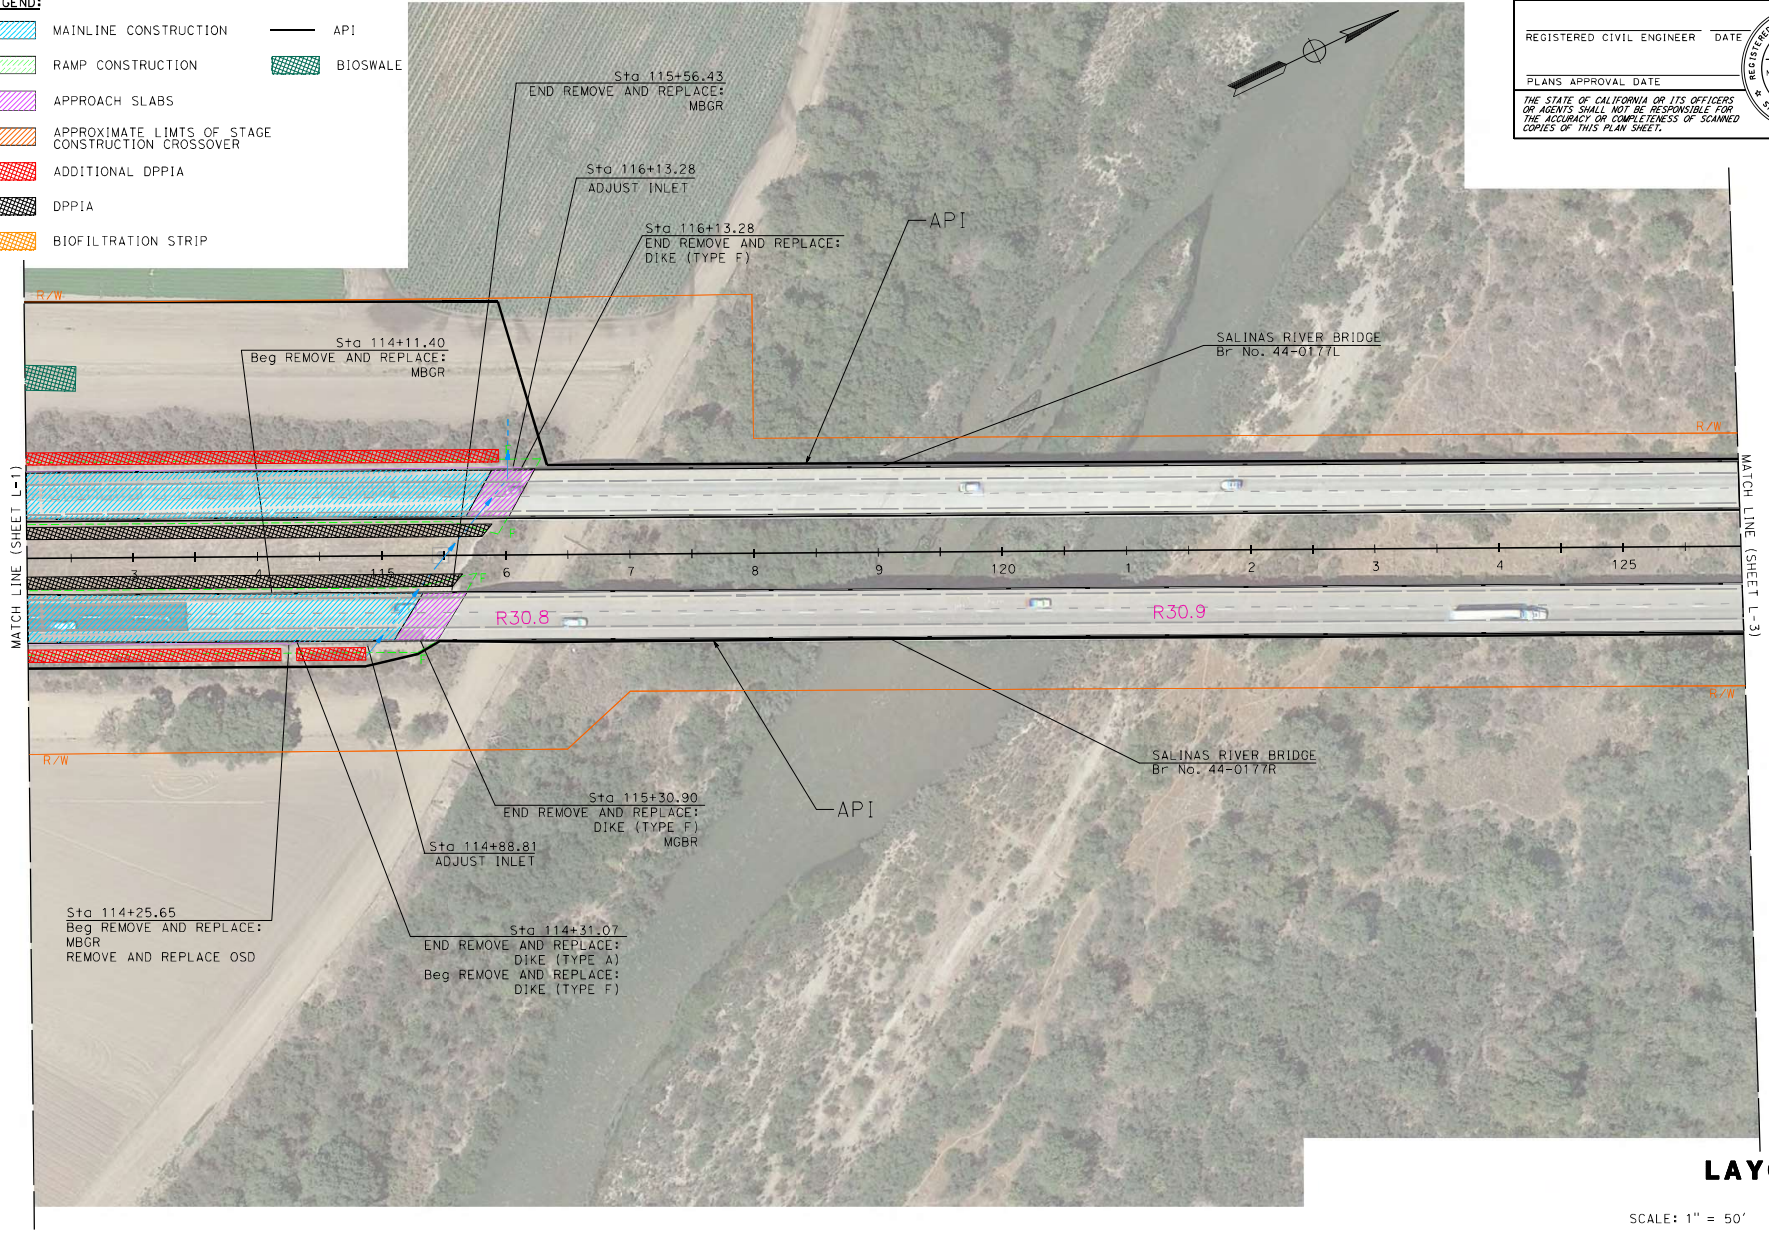 MAINLINE CONSTRUCTION
API
RAMP CONSTRUCTION
BIOSWALE
APPROACH SLABS
APPROXIMATE LIMTS OF STAGE
CONSTRUCTION CROSSOVER
ADDITIONAL DPPIA
DPPIA
BIOFILTRATION STRIP
REGISTERED CIVIL ENGINEER DATE
PLANS APPROVAL DATE
THE STATE OF CALIFORNIA OR ITS OFFICERS
OR AGENTS SHALL NOT BE RESPONSIBLE FOR
THE ACCURACY OR COMPLETENESS OF SCANNED
COPIES OF THIS PLAN SHEET.
Sta 115+56.43
END REMOVE AND REPLACE:
MBGR
Sta 116+13.28
ADJUST INLET
Sta 116+13.28
END REMOVE AND REPLACE:
DIKE (TYPE F)
API
R/W
Sta 114+11.40
Beg REMOVE AND REPLACE:
MBGR
SALINAS RIVER BRIDGE
Br No. 44-0177L
R/W
MATCH LINE (SHEET L-1)
MATCH LINE (SHEET L-3)
3 4 115 6 7 8 9 120 1 2 3 4 125
R30.8
R30.9
R/W
R/W
SALINAS RIVER BRIDGE
Br No. 44-0177R
API
Sta 115+30.90
END REMOVE AND REPLACE:
DIKE (TYPE F)
MGBR
Sta 114+88.81
ADJUST INLET
Sta 114+25.65
Beg REMOVE AND REPLACE:
MBGR
REMOVE AND REPLACE OSD
Sta 114+31.07
END REMOVE AND REPLACE:
DIKE (TYPE A)
Beg REMOVE AND REPLACE:
DIKE (TYPE F)
SCALE: 1" = 50'